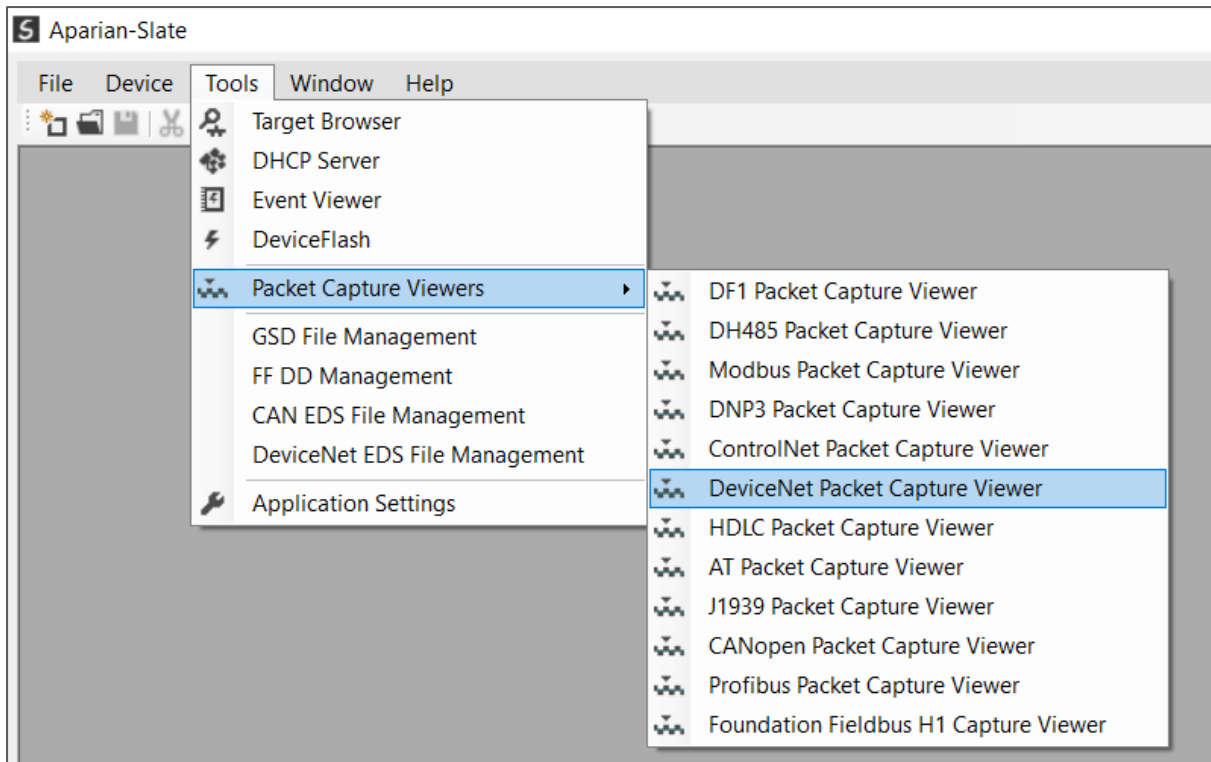 Aparian-Slate
File Device Tools Window Help
Target Browser
DHCP Server
Event Viewer
DeviceFlash
Packet Capture Viewers
GSD File Management
FF DD Management
CAN EDS File Management
DeviceNet EDS File Management
Application Settings
DF1 Packet Capture Viewer
DH485 Packet Capture Viewer
Modbus Packet Capture Viewer
DNP3 Packet Capture Viewer
ControlNet Packet Capture Viewer
DeviceNet Packet Capture Viewer
HDLC Packet Capture Viewer
AT Packet Capture Viewer
J1939 Packet Capture Viewer
CANopen Packet Capture Viewer
Profibus Packet Capture Viewer
Foundation Fieldbus H1 Capture Viewer